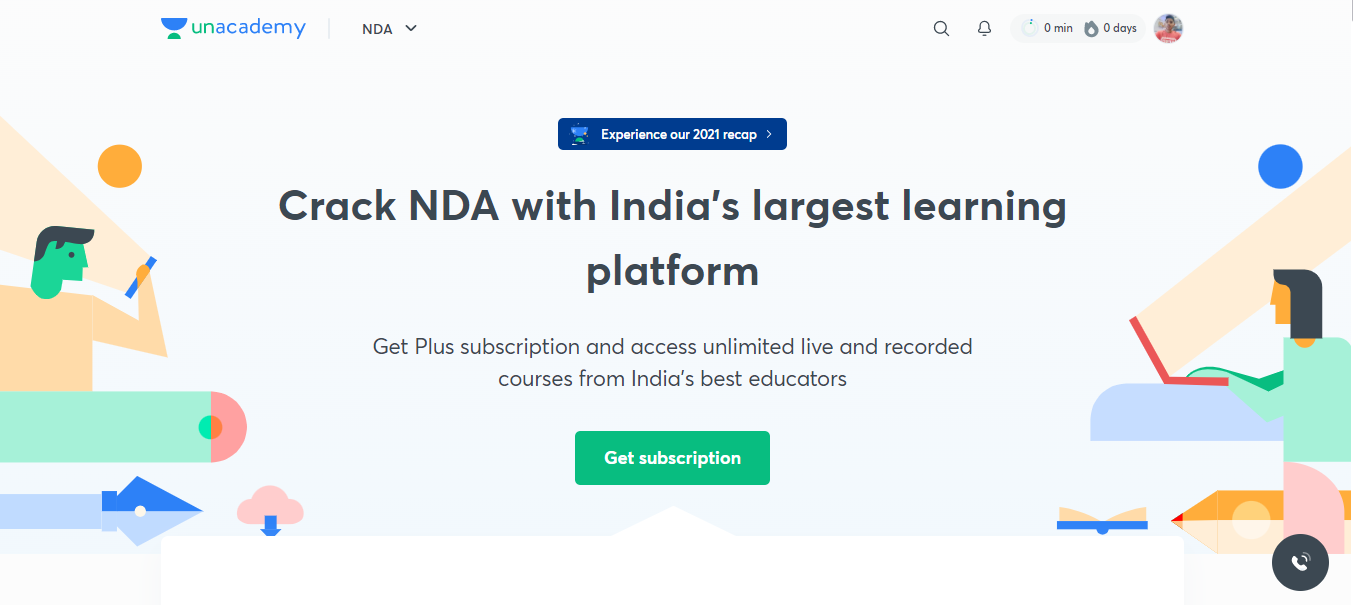 unacademy
NDA
0 min
0 days
Experience our 2021 recap
Crack NDA with India's largest learning
platform
Get Plus subscription and access unlimited live and recorded
courses from India's best educators
Get subscription